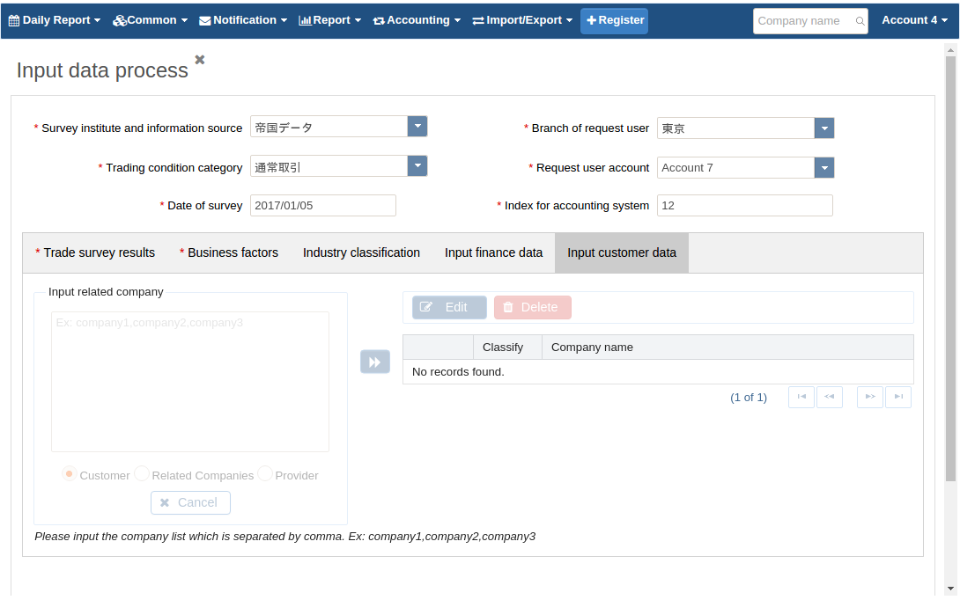 Daily Report Common Notification Report Accounting Import/Export Register Company name Account 4
Input data process
* Survey institute and information source 帝国データ * Branch of request user 東京
* Trading condition category 通常取引 * Request user account Account 7
* Date of survey 2017/01/05 * Index for accounting system 12
* Trade survey results * Business factors Industry classification Input finance data Input customer data
Input related company
Ex: company1,company2,company3
Edit Delete
Classify Company name
No records found.
(1 of 1)
Customer Related Companies Provider
Cancel
Please input the company list which is separated by comma. Ex: company1,company2,company3